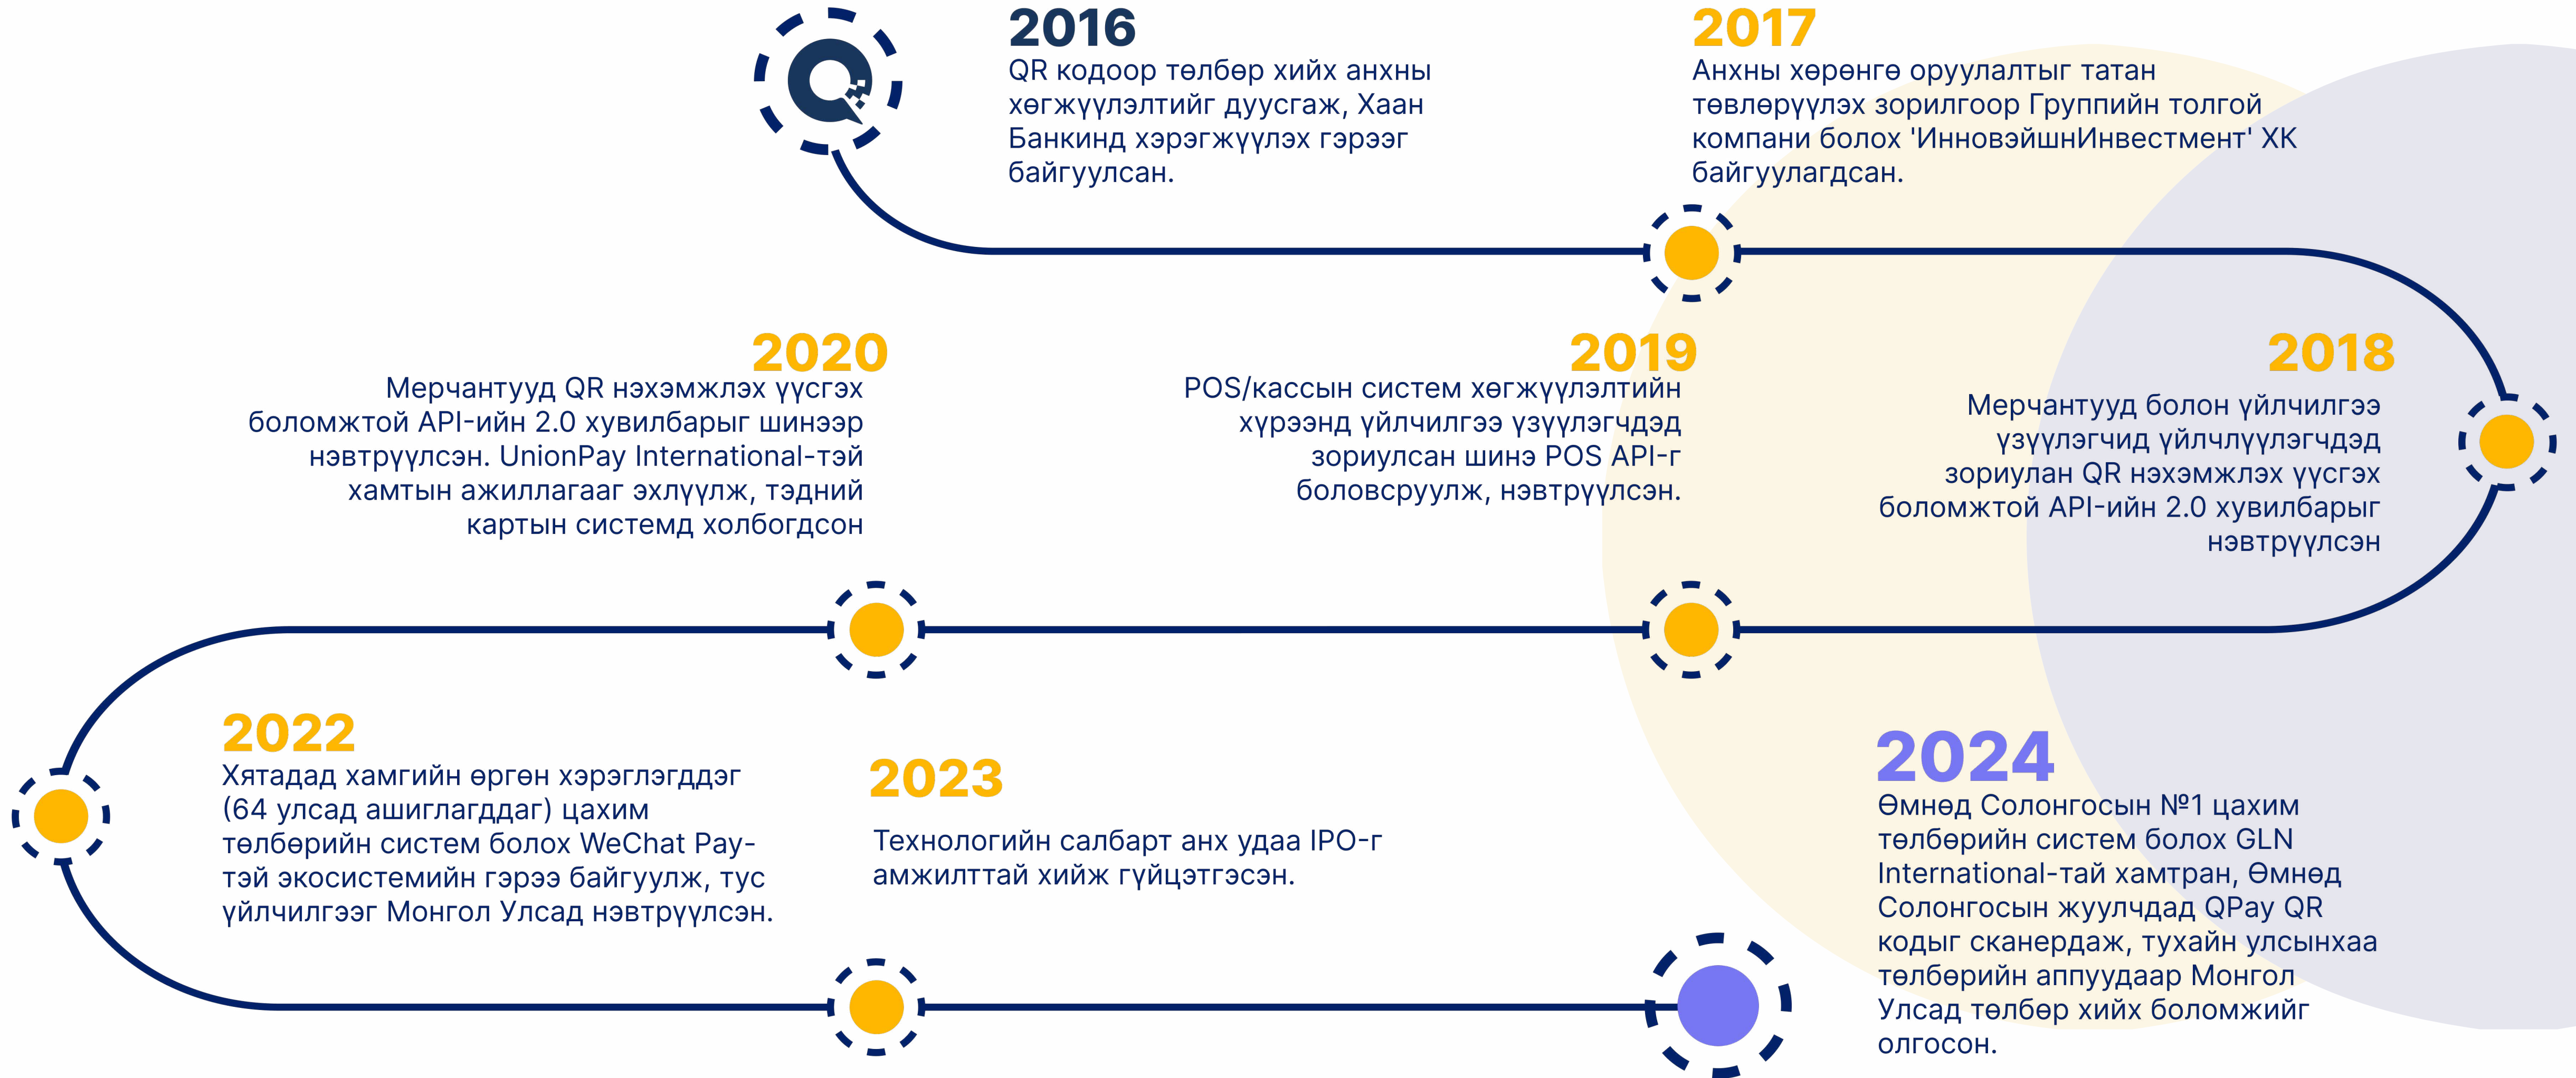 2016
QR кодоор төлбөр хийх анхны
хөгжүүлэлтийг дуусгаж, Хаан
Банкинд хэрэгжүүлэх гэрээг
байгуулсан.
2017
Анхны хөрөнгө оруулалтыг татан
төвлөрүүлэх зорилгоор Группийн толгой
компани болох 'ИнновэйшнИнвестмент' ХК
байгуулагдсан.
2018
Мерчантууд болон үйлчилгээ
үзүүлэгчид үйлчлүүлэгчдэд
зориулан QR нэхэмжлэх үүсгэх
боломжтой API-ийн 2.0 хувилбарыг
нэвтрүүлсэн
2019
POS/кассын систем хөгжүүлэлтийн
хүрээнд үйлчилгээ үзүүлэгчдэд
зориулсан шинэ POS API-г
боловсруулж, нэвтрүүлсэн.
2020
Мерчантууд QR нэхэмжлэх үүсгэх
боломжтой API-ийн 2.0 хувилбарыг шинээр
нэвтрүүлсэн. UnionPay International-тэй
хамтын ажиллагааг эхлүүлж, тэдний
картын системд холбогдсон
2022
Хятадад хамгийн өргөн хэрэглэгддэг
(64 улсад ашиглагддаг) цахим
төлбөрийн систем болох WeChat Pay-
тэй экосистемийн гэрээ байгуулж, тус
үйлчилгээг Монгол Улсад нэвтрүүлсэн.
2023
Технологийн салбарт анх удаа IPO-г
амжилттай хийж гүйцэтгэсэн.
2024
Өмнөд Солонгосын №1 цахим
төлбөрийн систем болох GLN
International-тай хамтран, Өмнөд
Солонгосын жуулчдад QPay QR
кодыг сканердаж, тухайн улсынхаа
төлбөрийн аппуудаар Монгол
Улсад төлбөр хийх боломжийг
олгосон.